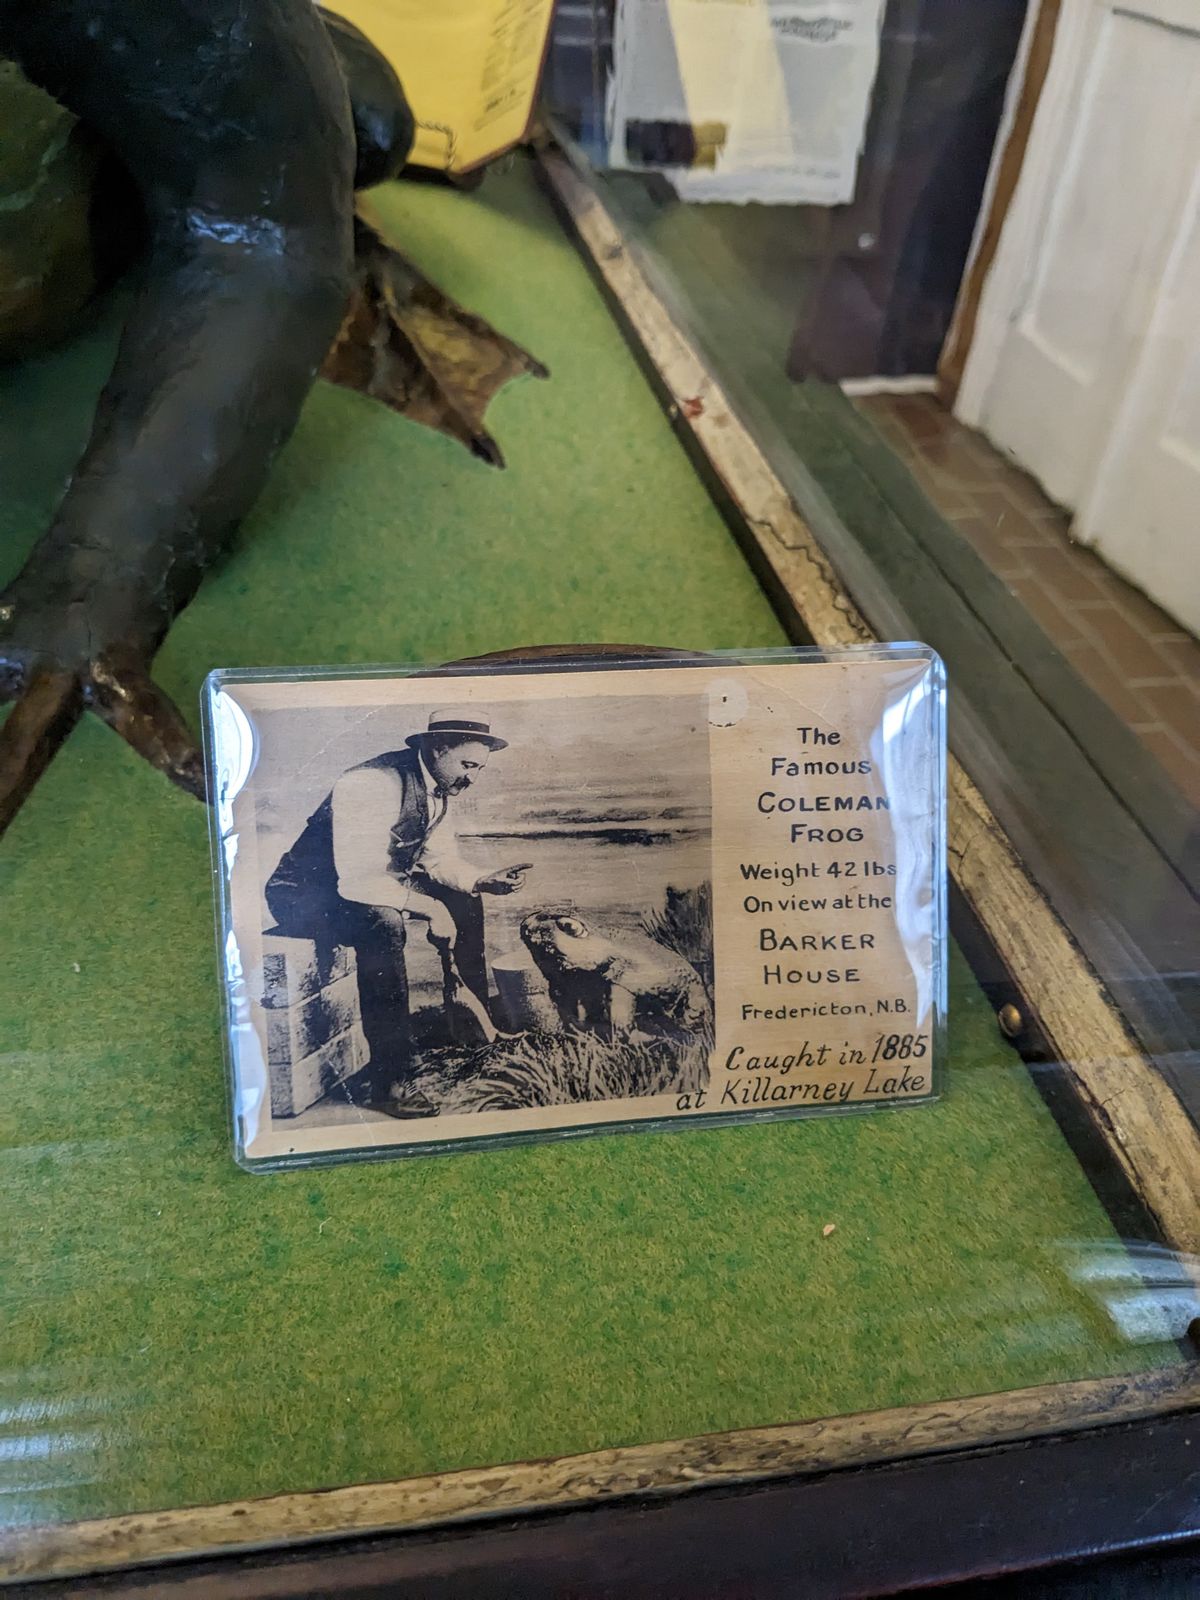 The
Famous
COLEMAN
FROG
Weight 42 lbs
On view at the
BARKER
HOUSE
Fredericton, N.B.
Caught in 1885
at Killarney Lake